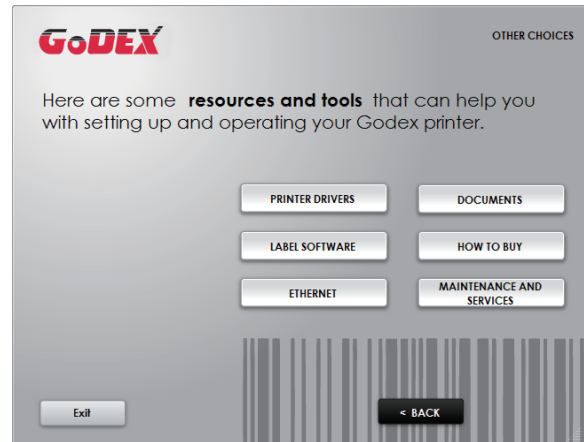 GoDEX
OTHER CHOICES
Here are some resources and tools that can help you
with setting up and operating your Godex printer.
PRINTER DRIVERS
DOCUMENTS
LABEL SOFTWARE
HOW TO BUY
ETHERNET
MAINTENANCE AND
SERVICES
Exit
< BACK